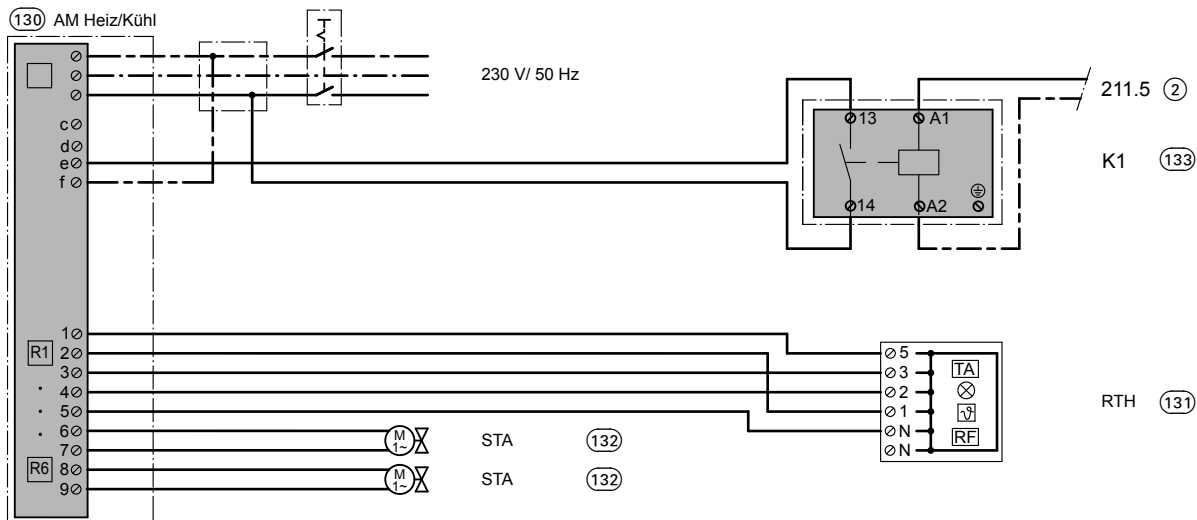 130 AM Heiz/Kühl
230 V/ 50 Hz
c
d
e
f
13 A1
14 A2
211.5 2
K1 133
R1
1
2
3
4
5
6
7
R6
8
9
M
1~
STA 132
M
1~
STA 132
5
3
2
1
N
N
TA
ϑ
RF
RTH 131